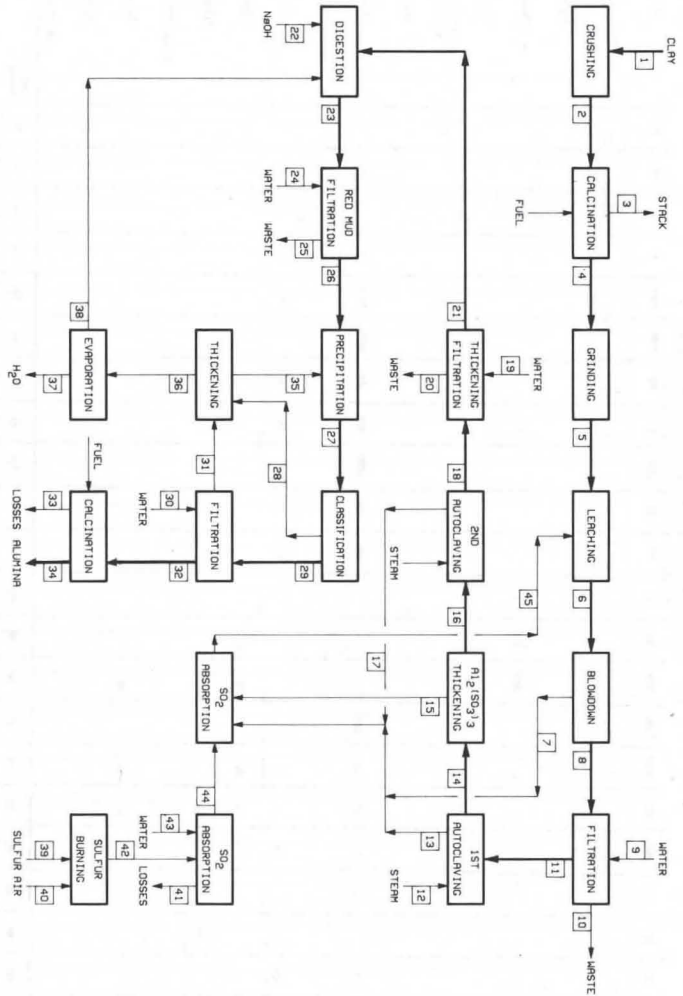 CLAY
1
STACK
3
WATER
9
CRUSHING
2
CALCINATION
4
GRINDING
5
LEACHING
6
BLOWDOWN
8
FILTRATION
10
WASTE
FUEL
7
11
45
WATER
19
21
THICKENING
FILTRATION
18
2ND
AUTOCLAVING
16
Al2(SO3)3
THICKENING
14
1ST
AUTOCLAVING
20
WASTE
STEAM
17
15
13
12
STEAM
NaOH
22
DIGESTION
23
24
WATER
RED MUD
FILTRATION
25
WASTE
26
PRECIPITATION
27
CLASSIFICATION
35
28
29
THICKENING
31
30
WATER
FILTRATION
SO2
ABSORPTION
44
43
WATER
SO2
ABSORPTION
41
LOSSES
36
32
42
38
EVAPORATION
FUEL
CALCINATION
SULFUR
BURNING
37
33
34
39
40
H2O
LOSSES
ALUMINA
SULFUR
AIR